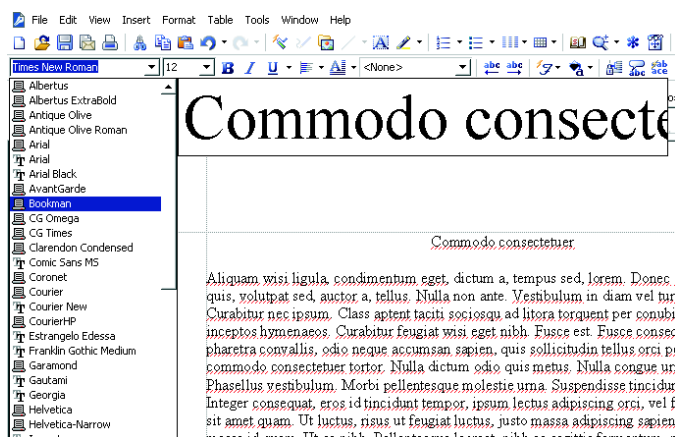 File Edit View Insert Format Table Tools Window Help
abc abc
Times New Roman 12 B I U A <None>
Albertus
Albertus ExtraBold
Antique Olive
Antique Olive Roman
Arial
Arial
Arial Black
AvantGarde
Bookman
CG Omega
CG Times
Clarendon Condensed
Comic Sans MS
Coronet
Courier
Courier New
CourierHP
Estrangelo Edessa
Franklin Gothic Medium
Garamond
Gautami
Georgia
Helvetica
Helvetica-Narrow
Commodo consecte
Commodo consectetuer
Aliquam wisi ligula, condimentum eget, dictum a, tempus sed, lorem. Donec
quis, volutpat sed, auctor a, tellus. Nulla non ante. Vestibulum in diam vel tur
Curabitur nec ipsum. Class aptent taciti sociosqu ad litora torquent per conubi
inceptos hymenaeos. Curabitur feugiat wisi eget nibh. Fusce est. Fusce conseq
pharetra convallis, odio neque accumsan sapien, quis sollicitudin tellus orci p
commodo consectetuer tortor. Nulla dictum odio quis metus. Nulla congue ur
Phasellus vestibulum. Morbi pellentesque molestie urna. Suspendisse tincidun
Integer consequat, eros id tincidunt tempor, ipsum lectus adipiscing orci, vel f
sit amet quam. Ut luctus, risus ut feugiat luctus, justo massa adipiscing sapien